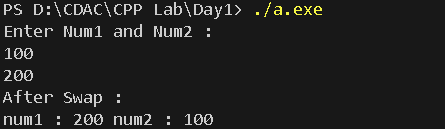 PS D:\CDAC\CPP Lab\Day1> ./a.exe
Enter Num1 and Num2 :
100
200
After Swap :
num1 : 200 num2 : 100